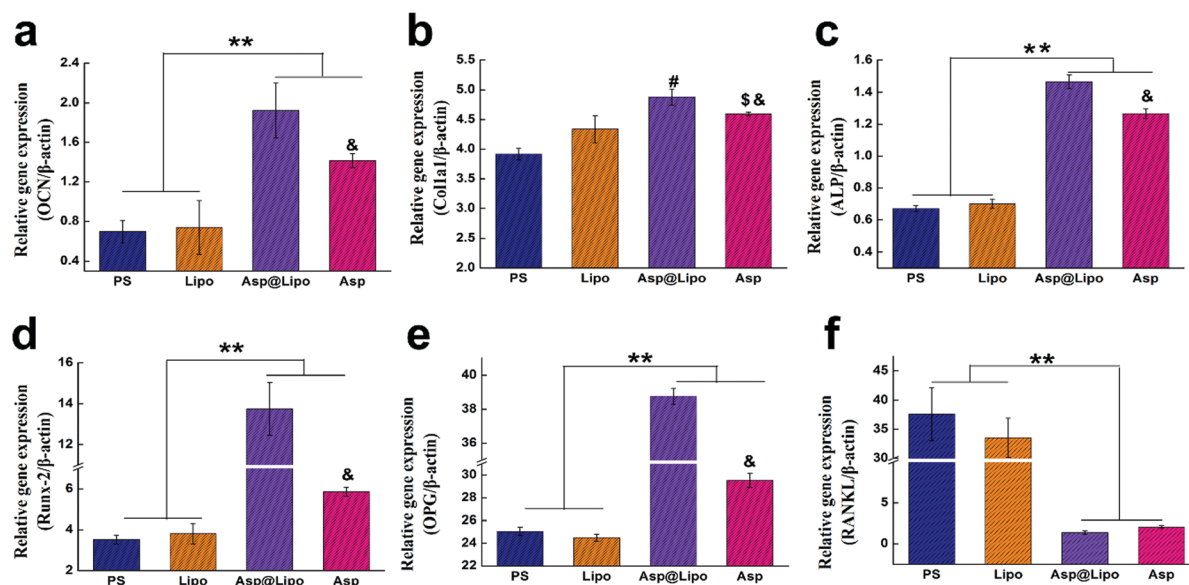 a
**
Relative gene expression
(OCN/β-actin)
2.4
2.0
1.6
1.2
0.8
0.4
&
PS Lipo Asp@Lipo Asp
b
Relative gene expression
(Col1a1/β-actin)
5.5
5.0
4.5
4.0
3.5
3.0
2.5
2.0
#
$ &
PS Lipo Asp@Lipo Asp
c
**
Relative gene expression
(ALP/β-actin)
1.6
1.4
1.2
1.0
0.8
0.6
0.4
&
PS Lipo Asp@Lipo Asp
d
**
Relative gene expression
(Runx-2/β-actin)
16
14
12
10
8
6
4
2
&
PS Lipo Asp@Lipo Asp
e
**
Relative gene expression
(OPG/β-actin)
40
38
36
30
28
26
24
22
&
PS Lipo Asp@Lipo Asp
f
**
Relative gene expression
(RANKL/β-actin)
45
40
35
30
5
0
PS Lipo Asp@Lipo Asp